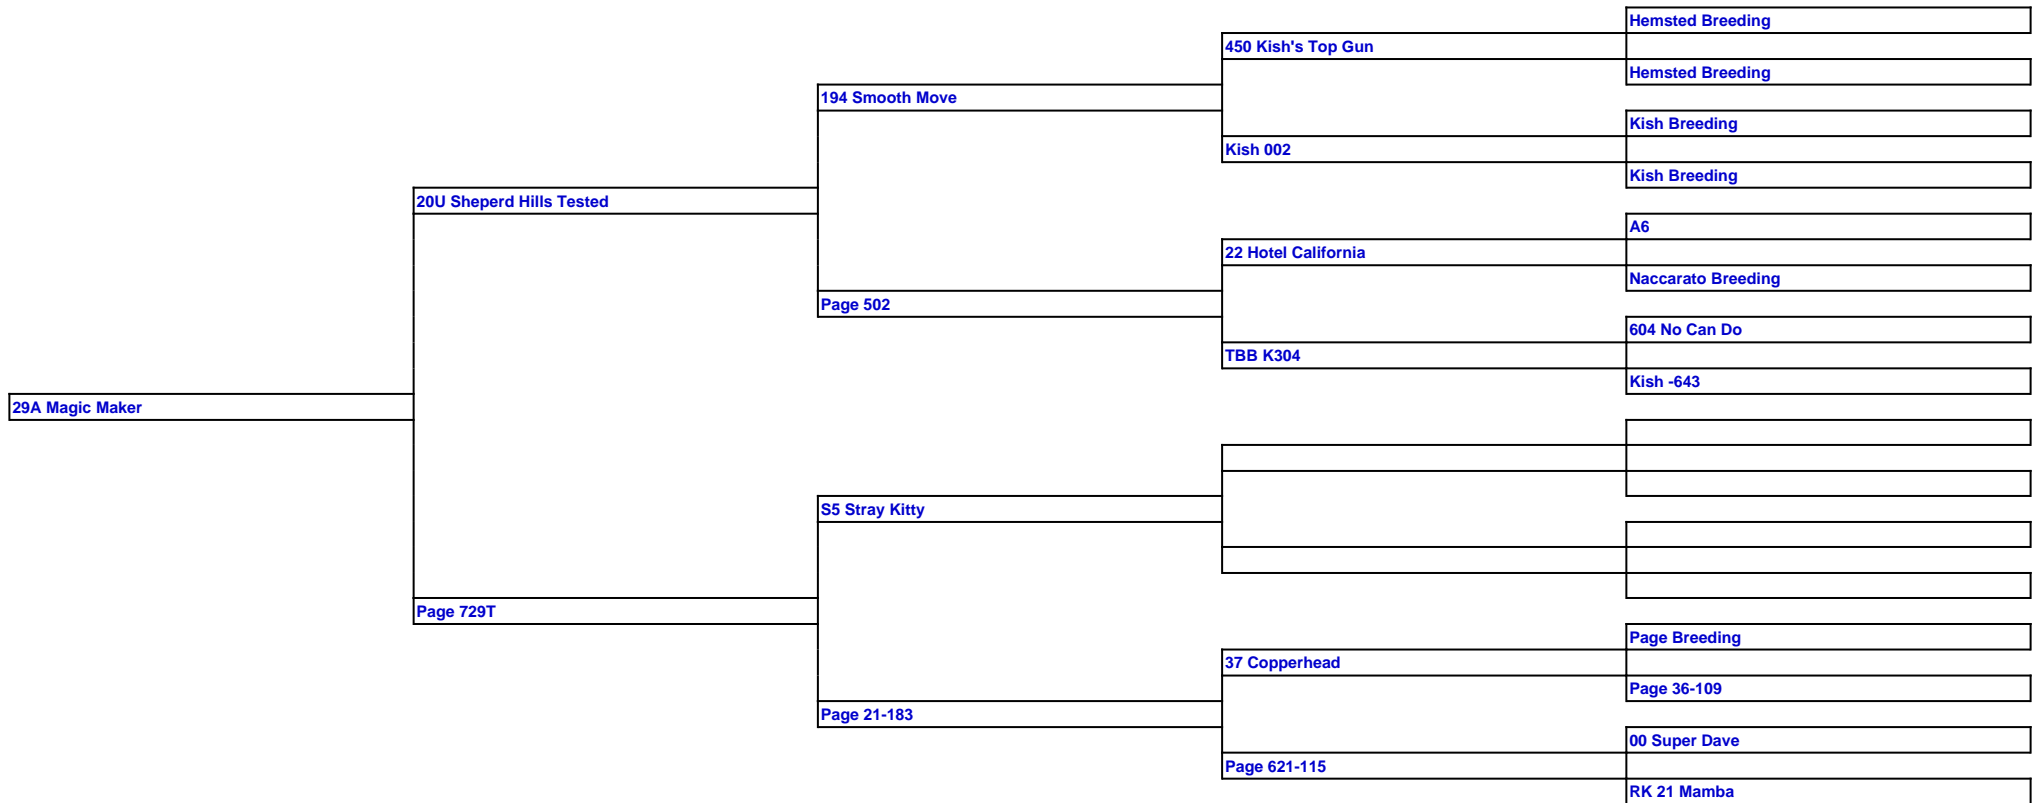 Hemsted Breeding
450 Kish's Top Gun
Hemsted Breeding
194 Smooth Move
Kish Breeding
Kish 002
Kish Breeding
20U Sheperd Hills Tested
A6
22 Hotel California
Naccarato Breeding
Page 502
604 No Can Do
TBB K304
Kish -643
29A Magic Maker
S5 Stray Kitty
Page 729T
Page Breeding
37 Copperhead
Page 36-109
Page 21-183
00 Super Dave
Page 621-115
RK 21 Mamba